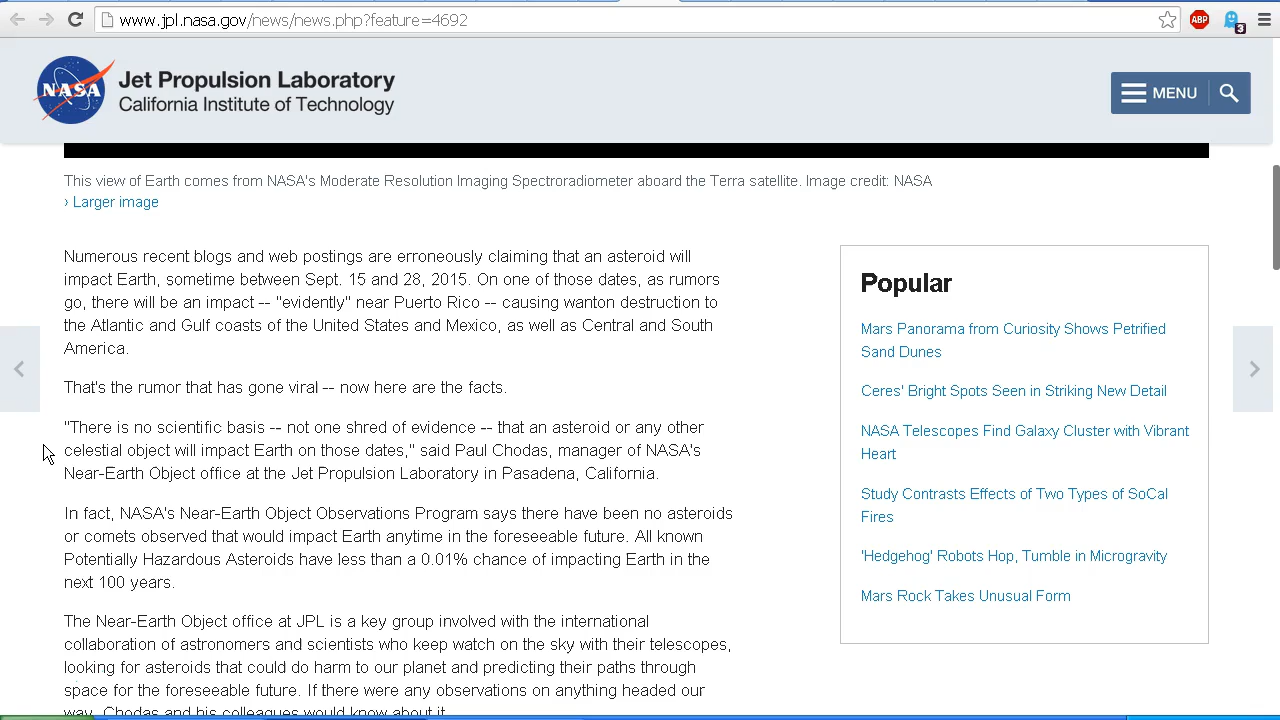 www.jpl.nasa.gov/news/news.php?feature=4692
ABP
3
NASA
Jet Propulsion Laboratory
California Institute of Technology
MENU
This view of Earth comes from NASA's Moderate Resolution Imaging Spectroradiometer aboard the Terra satellite. Image credit: NASA
› Larger image
Numerous recent blogs and web postings are erroneously claiming that an asteroid will
impact Earth, sometime between Sept. 15 and 28, 2015. On one of those dates, as rumors
go, there will be an impact -- "evidently" near Puerto Rico -- causing wanton destruction to
the Atlantic and Gulf coasts of the United States and Mexico, as well as Central and South
America.
That's the rumor that has gone viral -- now here are the facts.
"There is no scientific basis -- not one shred of evidence -- that an asteroid or any other
celestial object will impact Earth on those dates," said Paul Chodas, manager of NASA's
Near-Earth Object office at the Jet Propulsion Laboratory in Pasadena, California.
In fact, NASA's Near-Earth Object Observations Program says there have been no asteroids
or comets observed that would impact Earth anytime in the foreseeable future. All known
Potentially Hazardous Asteroids have less than a 0.01% chance of impacting Earth in the
next 100 years.
The Near-Earth Object office at JPL is a key group involved with the international
collaboration of astronomers and scientists who keep watch on the sky with their telescopes,
looking for asteroids that could do harm to our planet and predicting their paths through
space for the foreseeable future. If there were any observations on anything headed our
way, Chodas and his colleagues would know about it.
Popular
Mars Panorama from Curiosity Shows Petrified
Sand Dunes
Ceres' Bright Spots Seen in Striking New Detail
NASA Telescopes Find Galaxy Cluster with Vibrant
Heart
Study Contrasts Effects of Two Types of SoCal
Fires
'Hedgehog' Robots Hop, Tumble in Microgravity
Mars Rock Takes Unusual Form